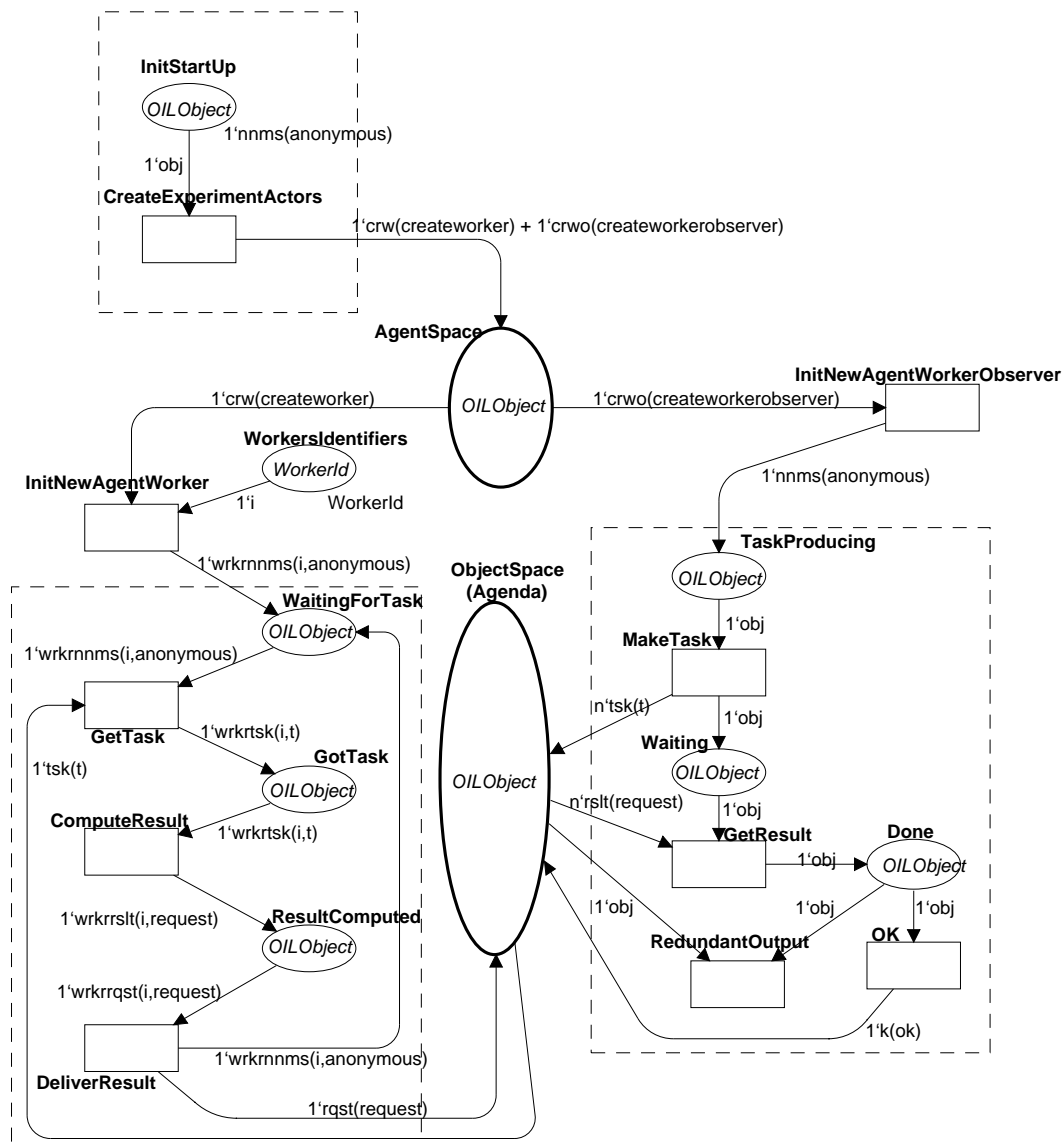 InitStartUp
OILObject
1‘nnms(anonymous)
1‘obj
CreateExperimentActors
1‘crw(createworker) + 1‘crwo(createworkerobserver)
AgentSpace
OILObject
InitNewAgentWorkerObserver
1‘crw(createworker)
1‘crwo(createworkerobserver)
WorkersIdentifiers
WorkerId
InitNewAgentWorker
1‘i
WorkerId
1‘nnms(anonymous)
1‘wrkrnnms(i,anonymous)
ObjectSpace
(Agenda)
OILObject
TaskProducing
OILObject
WaitingForTask
OILObject
1‘obj
MakeTask
1‘wrkrnnms(i,anonymous)
n‘tsk(t)
1‘obj
GetTask
1‘wrkrtsk(i,t)
1‘tsk(t)
GotTask
OILObject
Waiting
OILObject
ComputeResult
1‘wrkrtsk(i,t)
n‘rslt(request)
1‘obj
GetResult
1‘obj
Done
OILObject
1‘wrkrrslt(i,request)
ResultComputed
OILObject
1‘obj
1‘obj
1‘obj
RedundantOutput
OK
1‘wrkrrqst(i,request)
DeliverResult
1‘wrkrnnms(i,anonymous)
1‘k(ok)
1‘rqst(request)